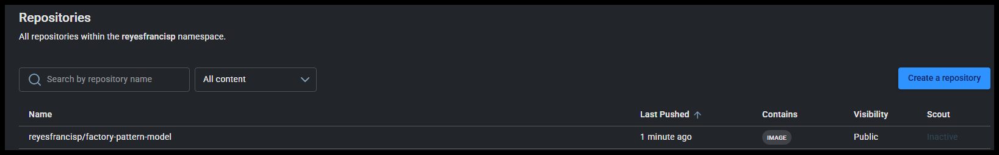 Repositories
All repositories within the reyesfrancisp namespace.
Search by repository name All content Create a repository
Name Last Pushed Contains Visibility Scout
reyesfrancisp/factory-pattern-model 1 minute ago IMAGE Public Inactive